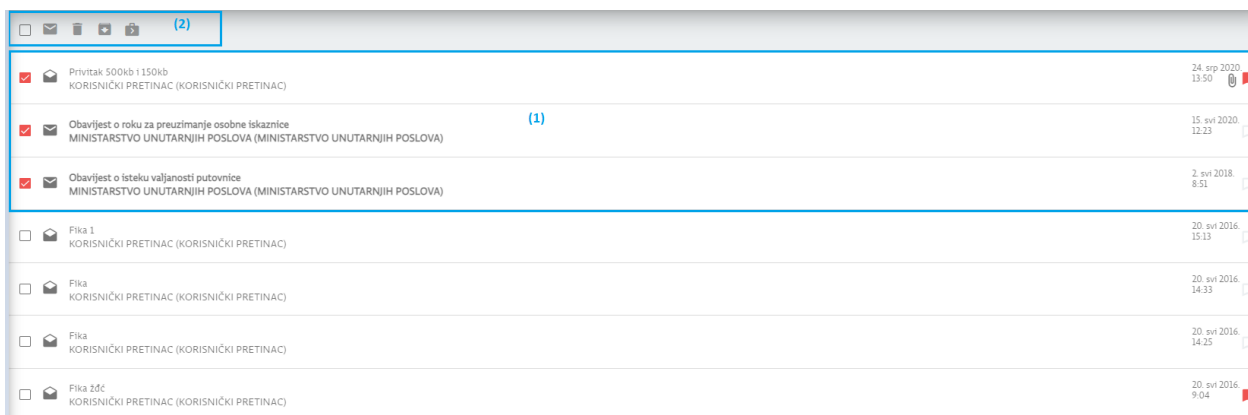 (2)
Privitak 500kb i 150kb
KORISNIČKI PRETINAC (KORISNIČKI PRETINAC)
24. srp 2020.
13:50
(1)
Obavijest o roku za preuzimanje osobne iskaznice
MINISTARSTVO UNUTARNJIH POSLOVA (MINISTARSTVO UNUTARNJIH POSLOVA)
15. svi 2020.
12:23
Obavijest o isteku valjanosti putovnice
MINISTARSTVO UNUTARNJIH POSLOVA (MINISTARSTVO UNUTARNJIH POSLOVA)
2. svi 2018.
8:51
Fika 1
KORISNIČKI PRETINAC (KORISNIČKI PRETINAC)
20. svi 2016.
15:13
Fika
KORISNIČKI PRETINAC (KORISNIČKI PRETINAC)
20. svi 2016.
14:33
Fika
KORISNIČKI PRETINAC (KORISNIČKI PRETINAC)
20. svi 2016.
14:25
Fika žđć
KORISNIČKI PRETINAC (KORISNIČKI PRETINAC)
20. svi 2016.
9:04